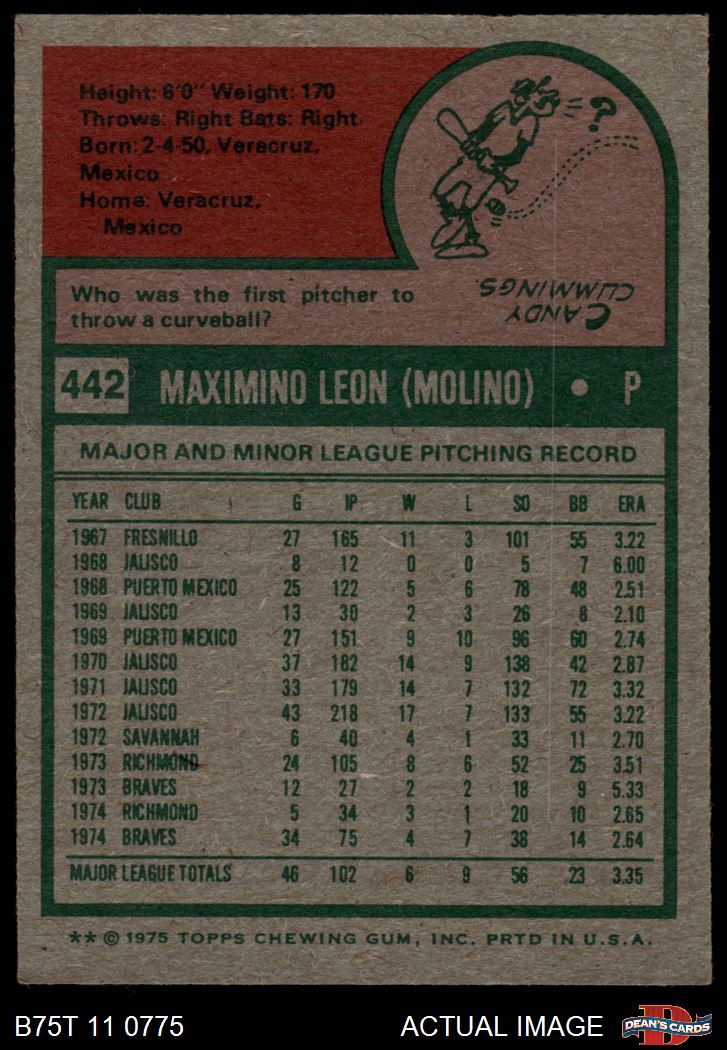 Height: 6'0" Weight: 170
Throws: Right Bats: Right
Born: 2-4-50, Veracruz,
Mexico
Home: Veracruz,
Mexico
?
Who was the first pitcher to
throw a curveball?
CANDY
CUMMINGS.
442 MAXIMINO LEON (MOLINO) • P
MAJOR AND MINOR LEAGUE PITCHING RECORD
YEAR CLUB G IP W L SO BB ERA
1967 FRESNILLO 27 165 11 3 101 55 3.22
1968 JALISCO 8 12 0 0 5 7 6.00
1968 PUERTO MEXICO 25 122 5 6 78 48 2.51
1969 JALISCO 13 30 2 3 26 8 2.10
1969 PUERTO MEXICO 27 151 9 10 96 60 2.74
1970 JALISCO 37 182 14 9 138 42 2.87
1971 JALISCO 33 179 14 7 132 72 3.32
1972 JALISCO 43 218 17 7 133 55 3.22
1972 SAVANNAH 6 40 4 1 33 11 2.70
1973 RICHMOND 24 105 8 6 52 25 3.51
1973 BRAVES 12 27 2 2 18 9 5.33
1974 RICHMOND 5 34 3 1 20 10 2.65
1974 BRAVES 34 75 4 7 38 14 2.64
MAJOR LEAGUE TOTALS 46 102 6 9 56 23 3.35
** © 1975 TOPPS CHEWING GUM, INC. PRTD IN U.S.A.
B75T 11 0775 ACTUAL IMAGE D DEAN'S CARDS